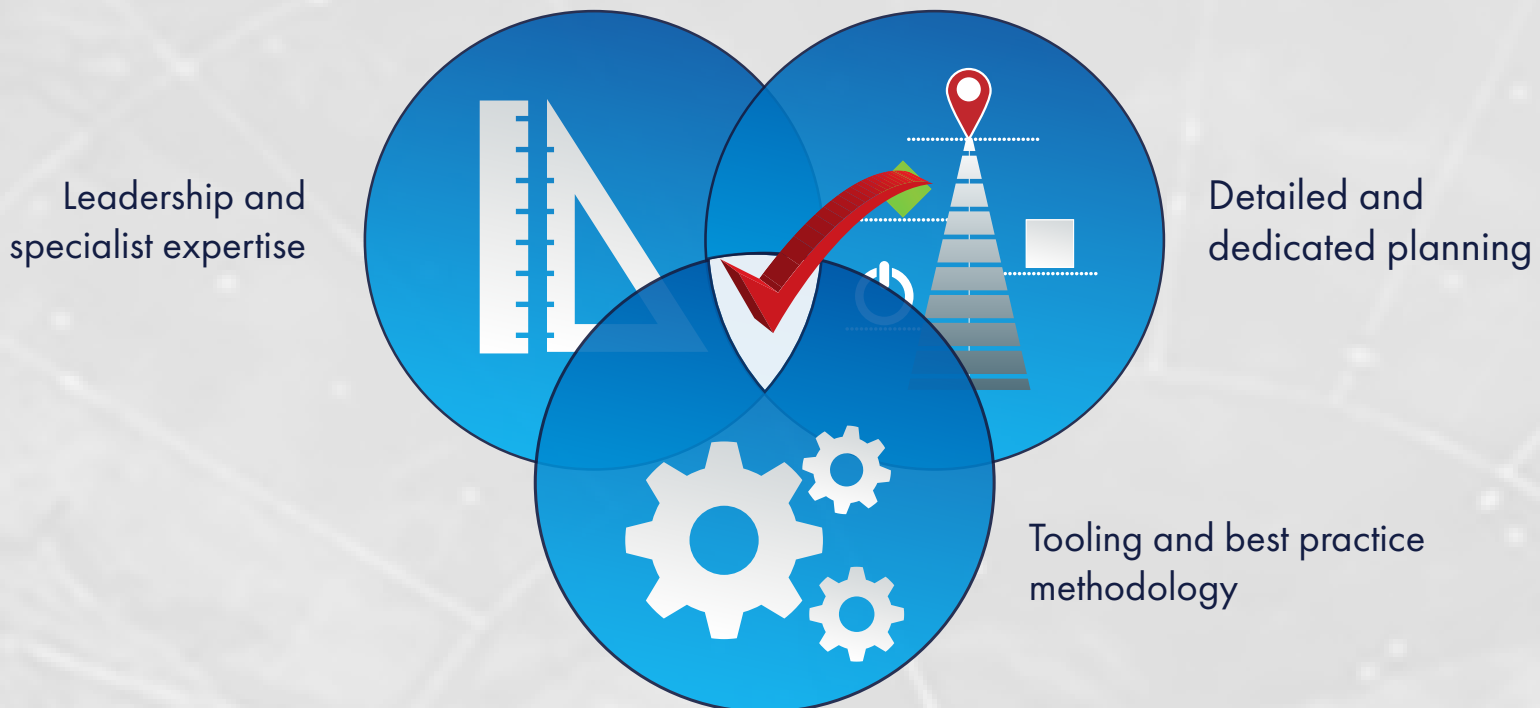 Leadership and
specialist expertise
Detailed and
dedicated planning
Tooling and best practice
methodology